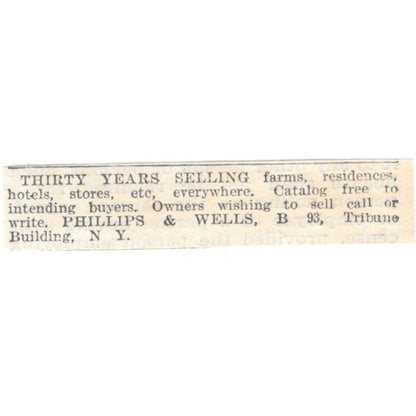 THIRTY YEARS SELLING farms, residences,
hotels, stores, etc, everywhere. Catalog free to
intending buyers. Owners wishing to sell call or
write. PHILLIPS & WELLS, B 93, Tribune
Building, N Y.